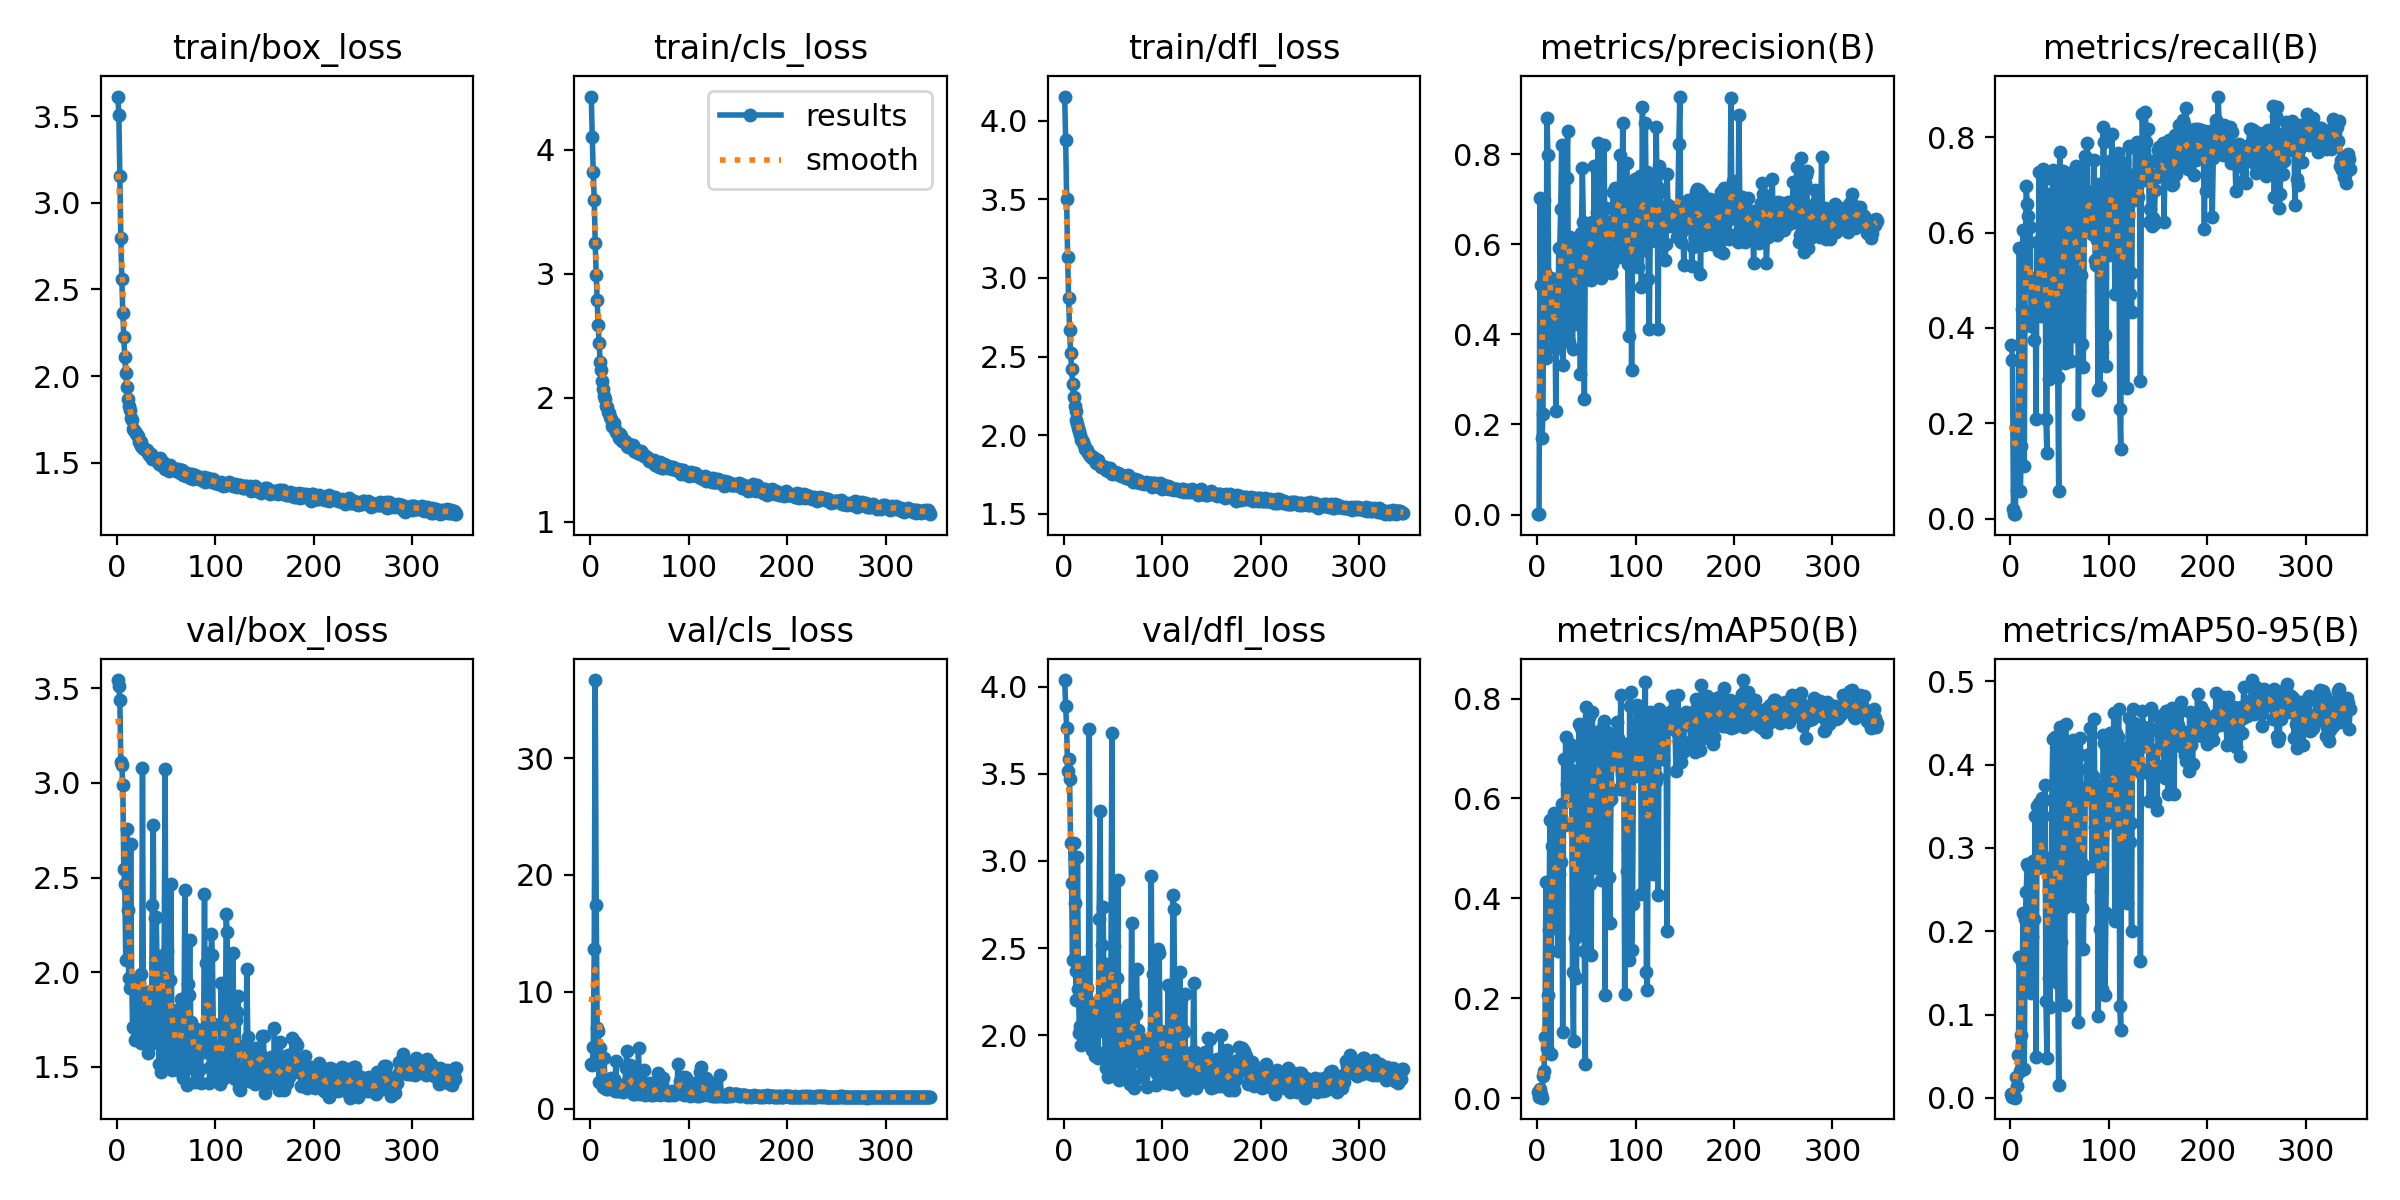 train/box_loss
train/cls_loss
train/dfl_loss
metrics/precision(B)
metrics/recall(B)
3.5
3.0
2.5
2.0
1.5
0 100 200 300
results
smooth
4
3
2
1
0 100 200 300
4.0
3.5
3.0
2.5
2.0
1.5
0 100 200 300
0.8
0.6
0.4
0.2
0.0
0 100 200 300
0.8
0.6
0.4
0.2
0.0
0 100 200 300
val/box_loss
val/cls_loss
val/dfl_loss
metrics/mAP50(B)
metrics/mAP50-95(B)
3.5
3.0
2.5
2.0
1.5
0 100 200 300
30
20
10
0
0 100 200 300
4.0
3.5
3.0
2.5
2.0
0 100 200 300
0.8
0.6
0.4
0.2
0.0
0 100 200 300
0.5
0.4
0.3
0.2
0.1
0.0
0 100 200 300